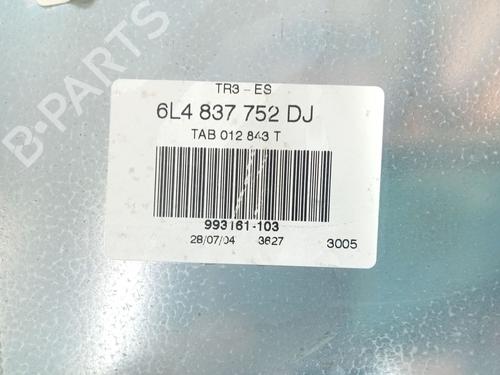 B-PARTS
TR3-ES
6L4 837 752 DJ
TAB 012 843 T
993161-103
28/07/04 3627 3005